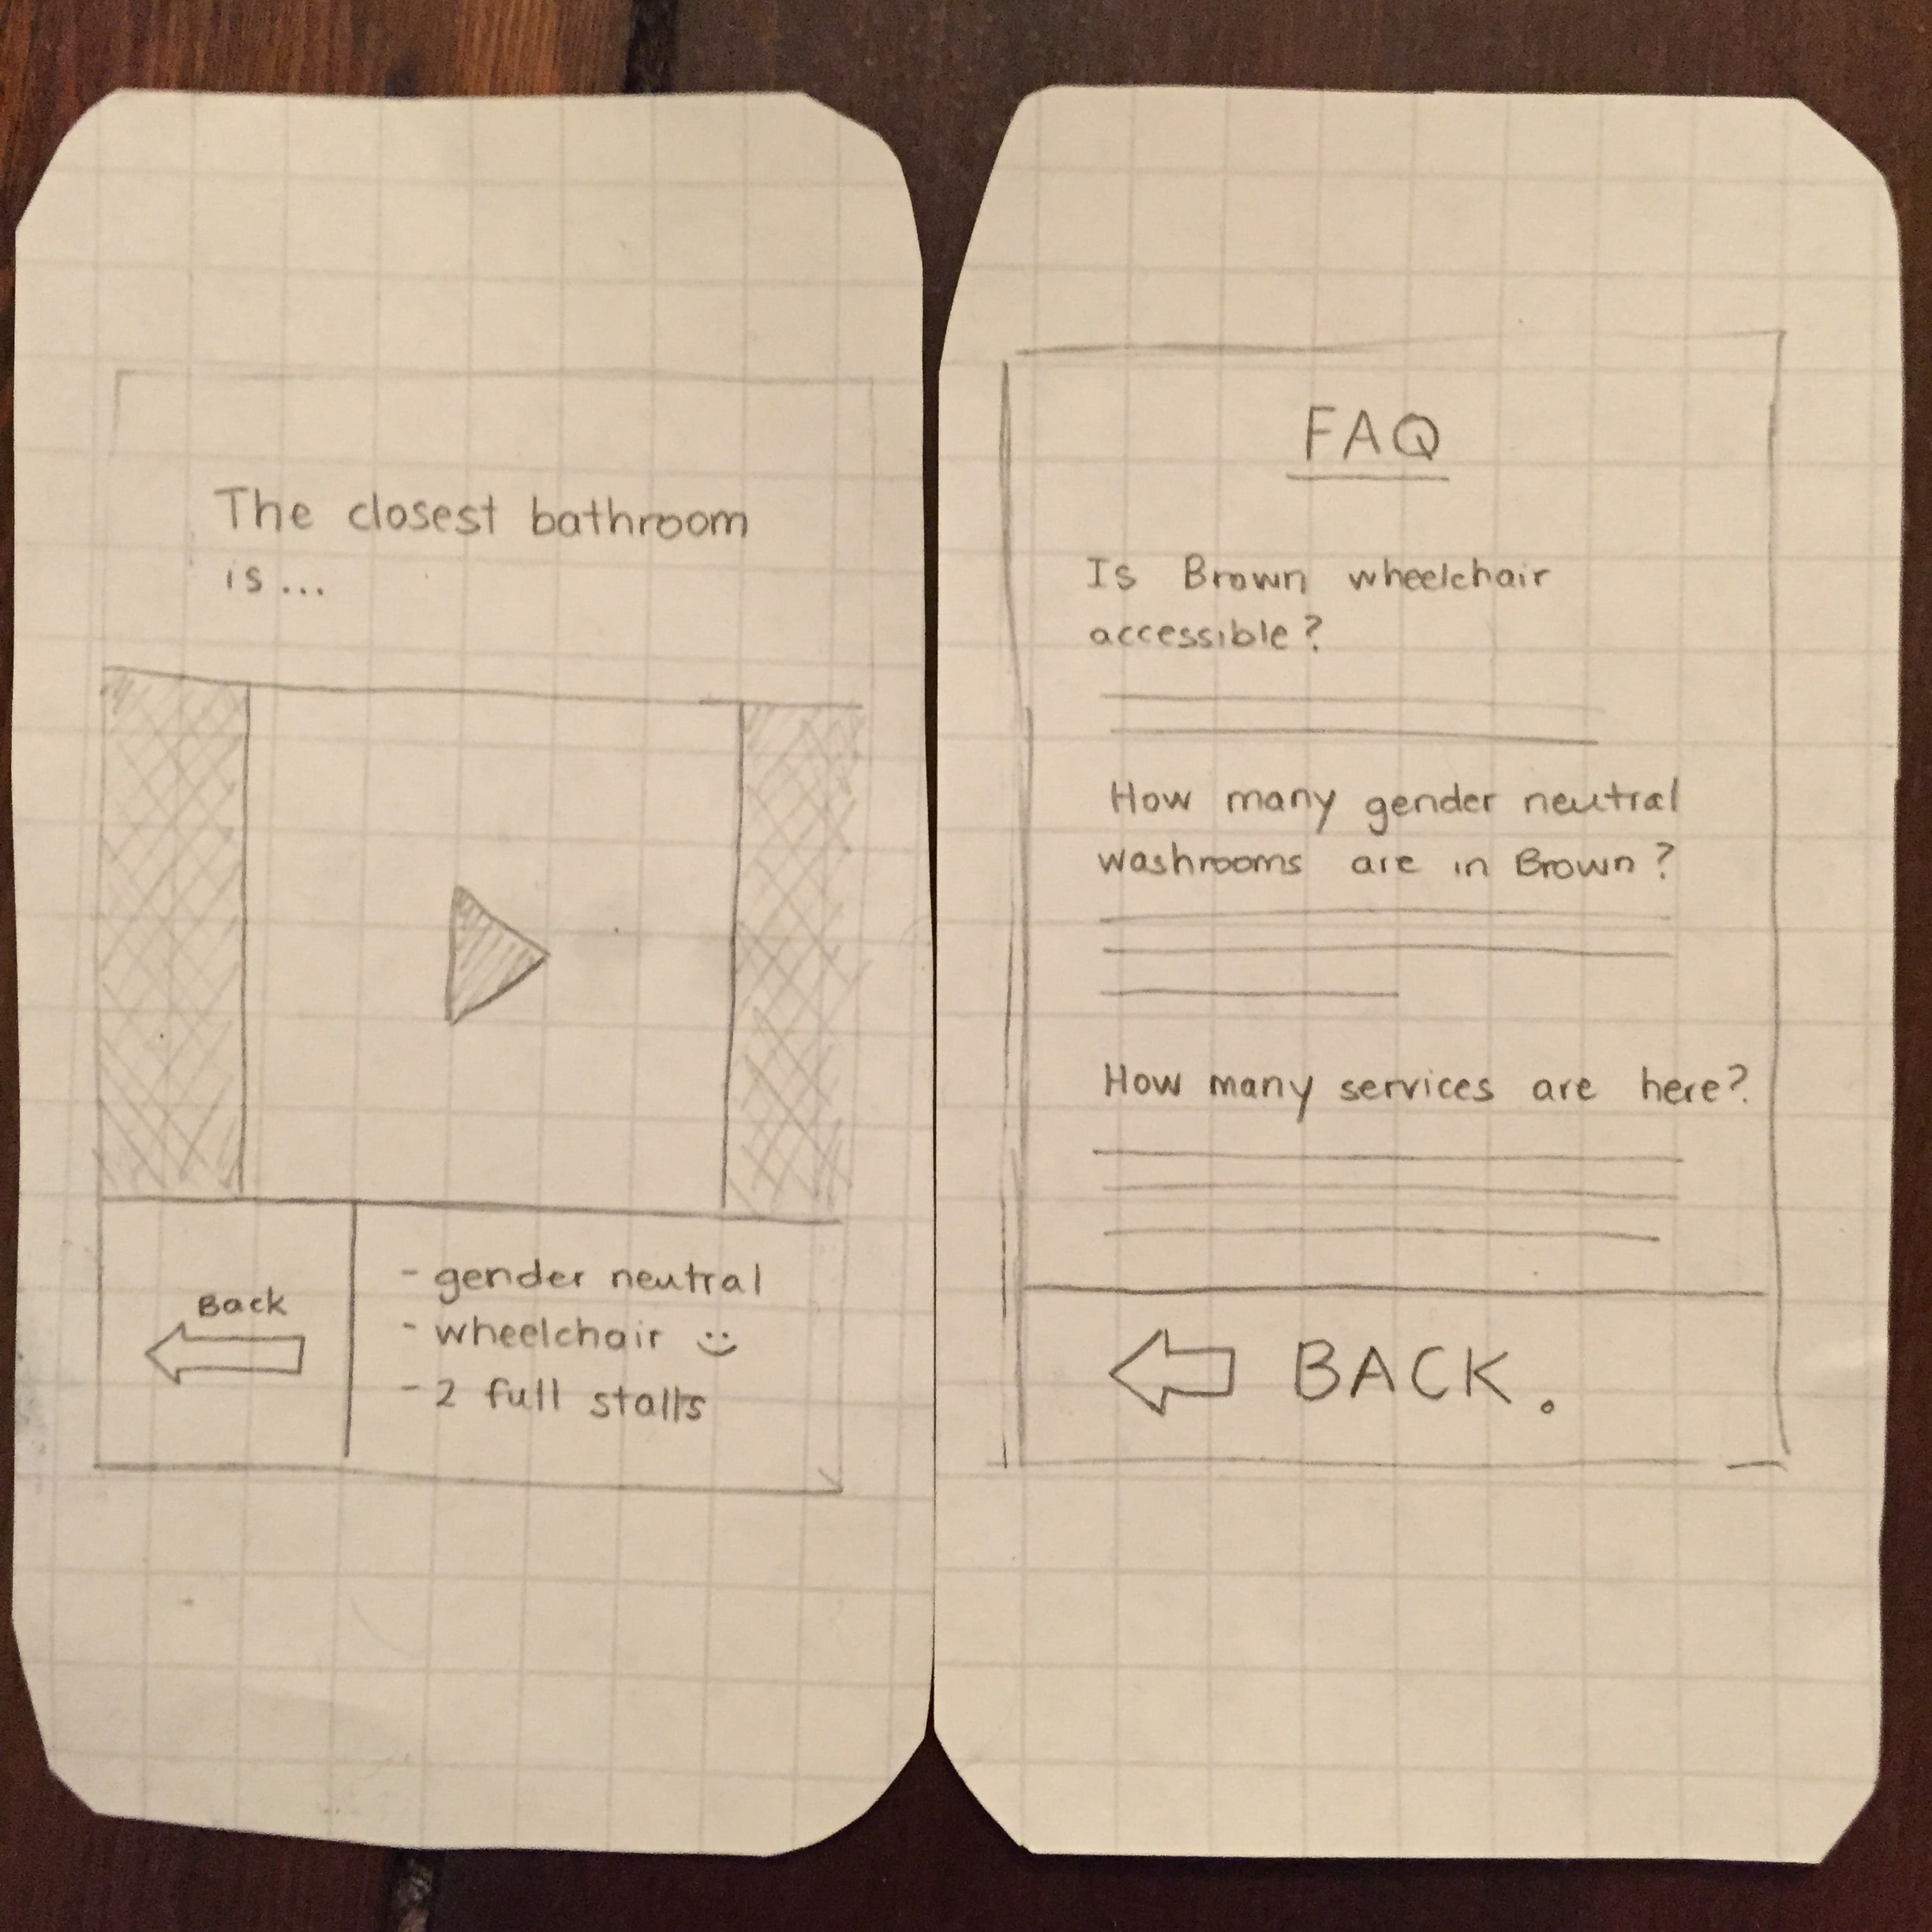 The closest bathroom
is...
Back
- gender neutral
- wheelchair :)
- 2 full stalls
FAQ
Is Brown wheelchair
accessible?
How many gender neutral
washrooms are in Brown?
How many services are here?
BACK.